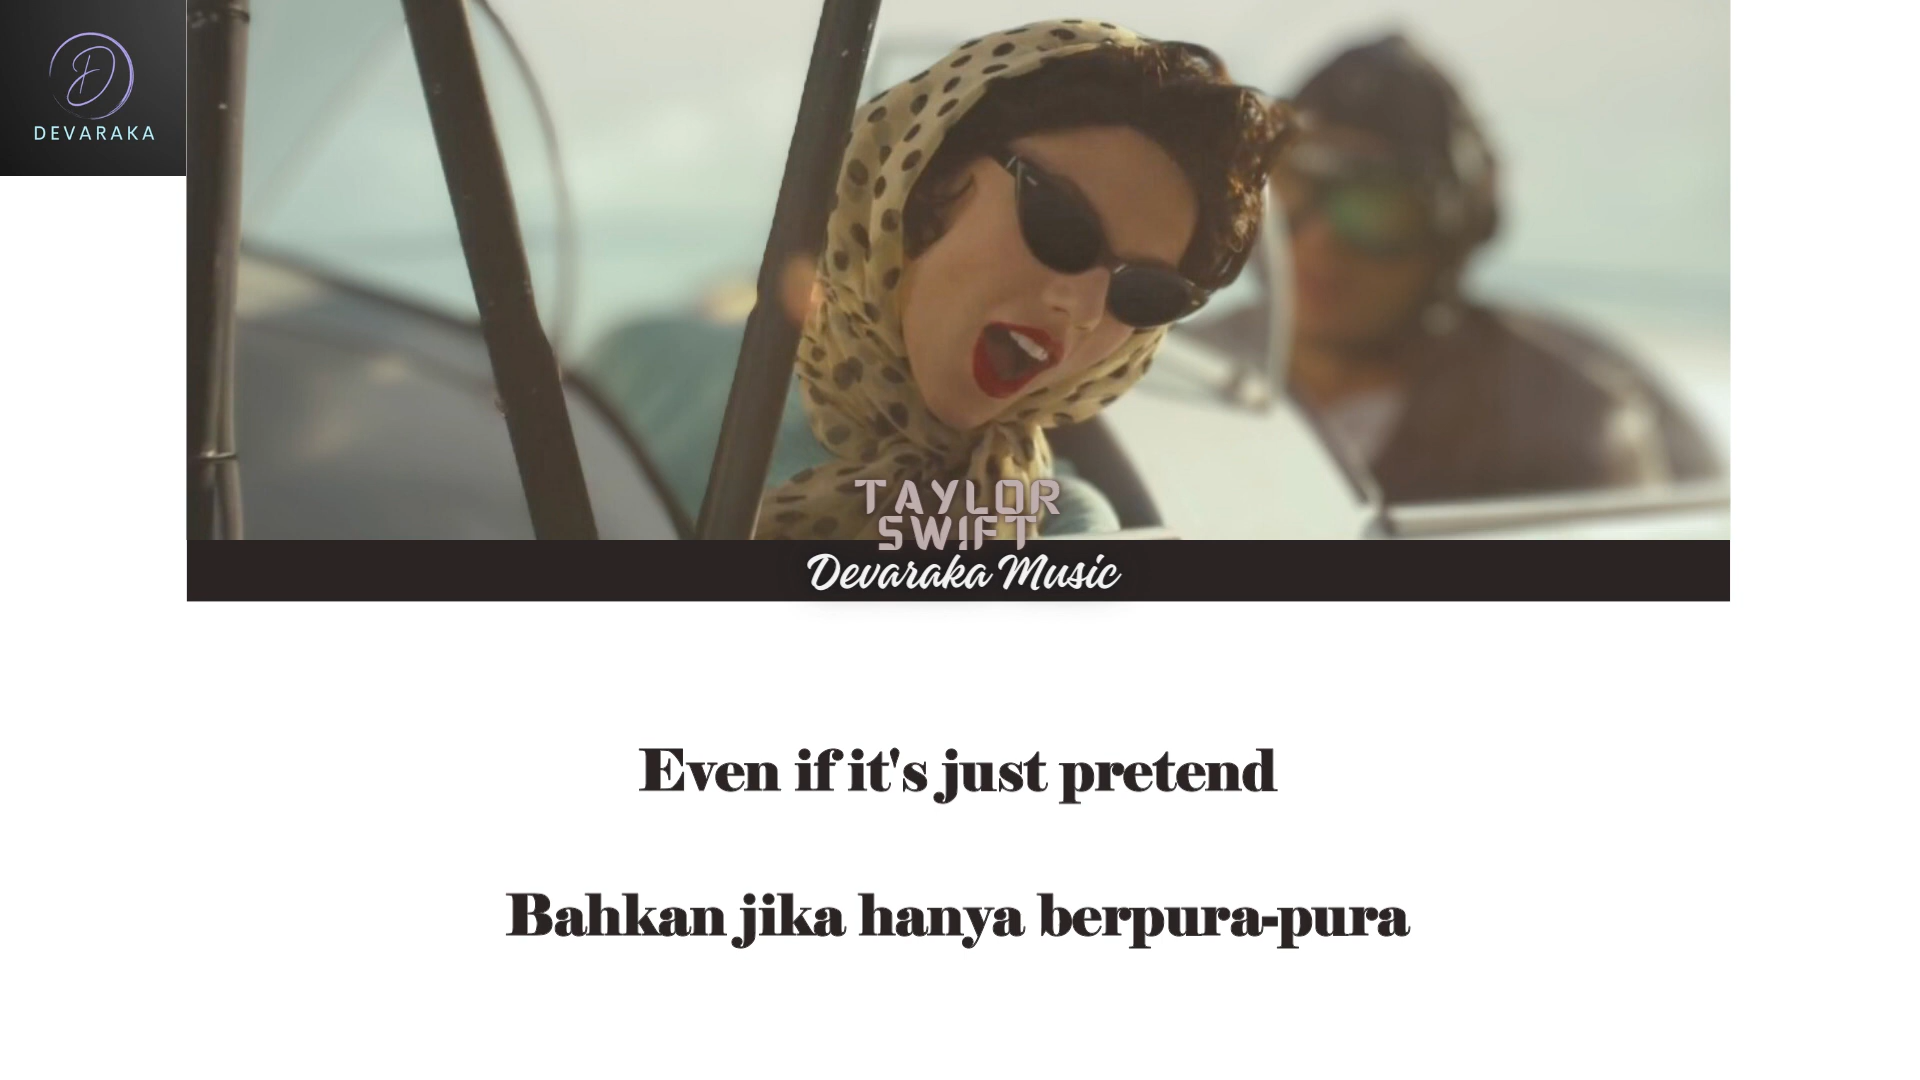 DEVARAKA
TAYLOR
SWIFT
Devaraka Music
Even if it's just pretend
Bahkan jika hanya berpura-pura